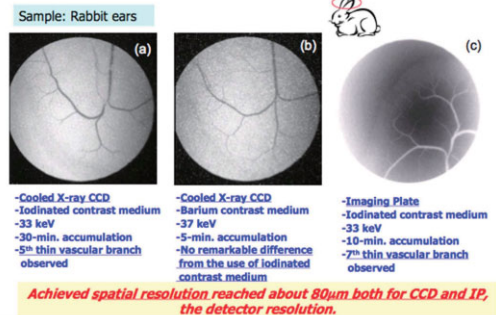 Sample: Rabbit ears
(a)
(b)
(c)
-Cooled X-ray CCD
-Iodinated contrast medium
-33 keV
-30-min. accumulation
-5th thin vascular branch
observed
-Cooled X-ray CCD
-Barium contrast medium
-37 keV
-5-min. accumulation
-No remarkable difference
from the use of iodinated
contrast medium
-Imaging Plate
-Iodinated contrast medium
-33 keV
-10-min. accumulation
-7th thin vascular branch
observed
Achieved spatial resolution reached about 80µm both for CCD and IP,
the detector resolution.